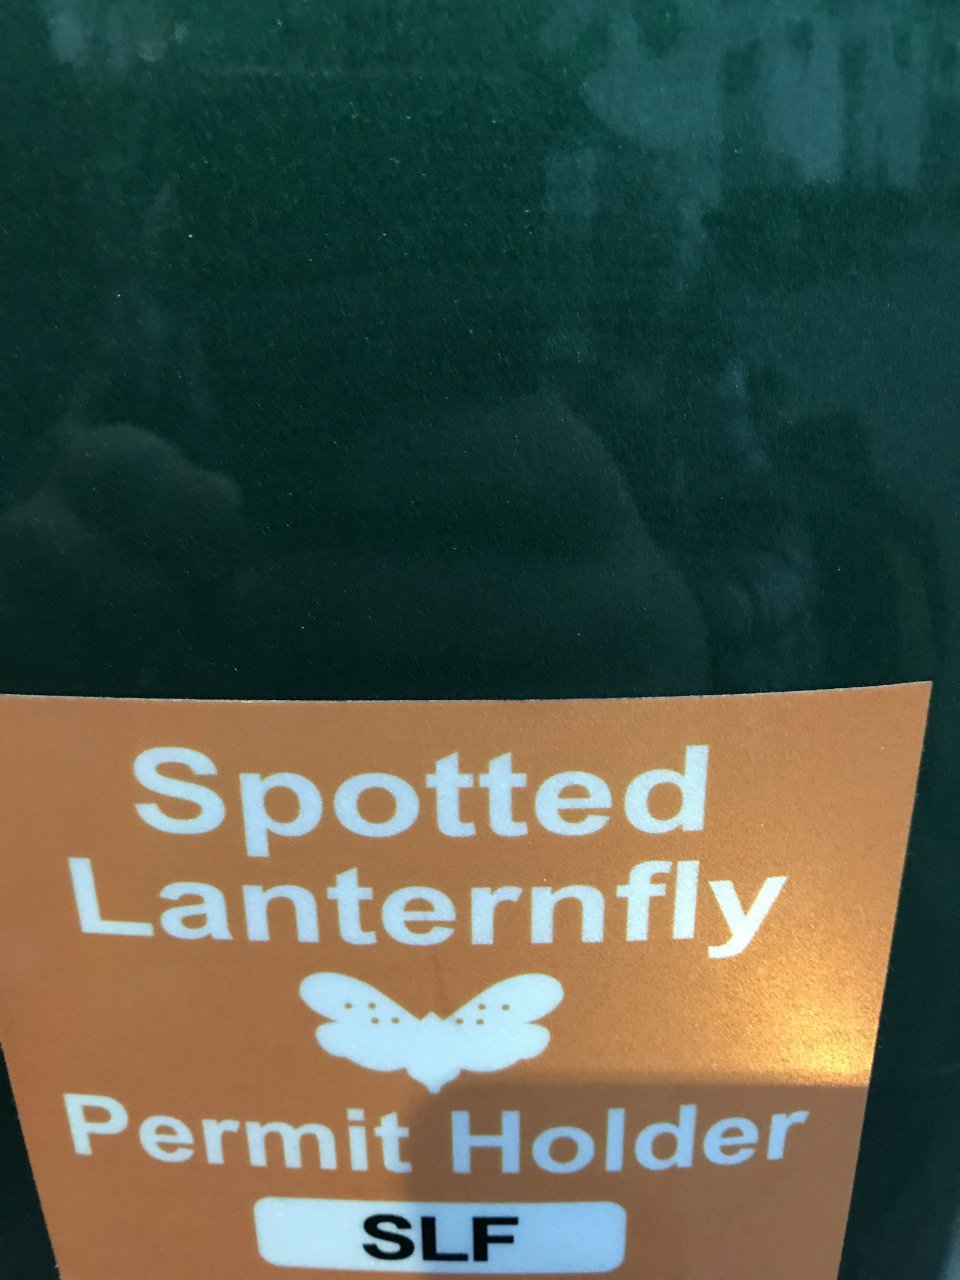 Spotted
Lanternfly
Permit Holder
SLF